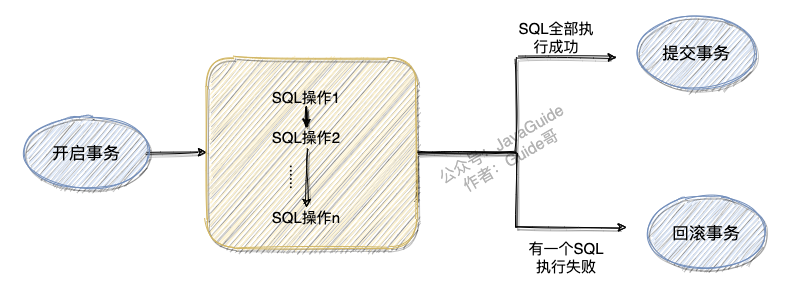 开启事务
SQL操作1
SQL操作2
……
SQL操作n
SQL全部执
行成功
提交事务
公众号：JavaGuide
作者：Guide哥
有一个SQL
执行失败
回滚事务